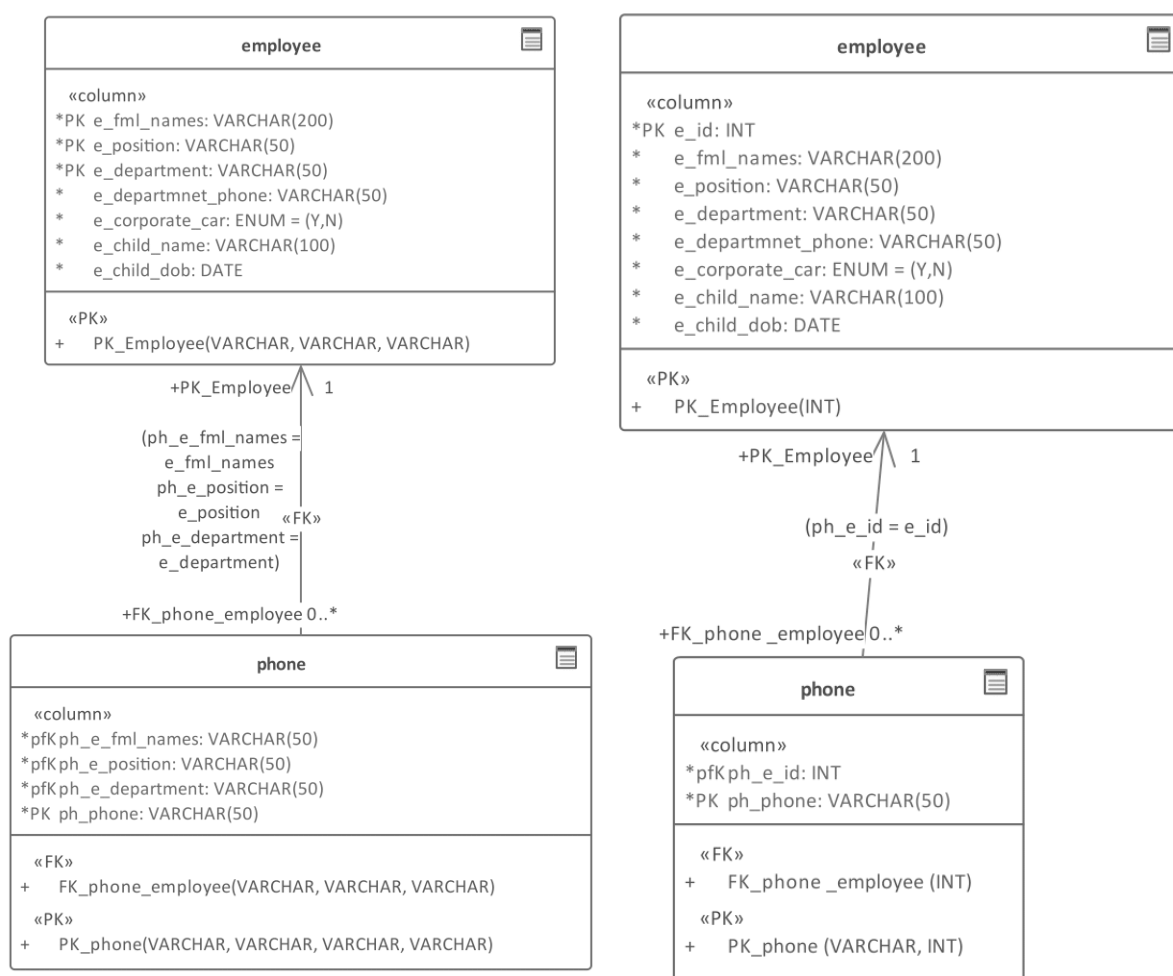 employee
«column»
*PK e_fml_names: VARCHAR(200)
*PK e_position: VARCHAR(50)
*PK e_department: VARCHAR(50)
* e_departmnet_phone: VARCHAR(50)
* e_corporate_car: ENUM = (Y,N)
* e_child_name: VARCHAR(100)
* e_child_dob: DATE
«PK»
+ PK_Employee(VARCHAR, VARCHAR, VARCHAR)
+PK_Employee 1
(ph_e_fml_names =
e_fml_names
ph_e_position =
e_position
«FK»
ph_e_department =
e_department)
+FK_phone_employee 0..*
phone
«column»
*pfK ph_e_fml_names: VARCHAR(50)
*pfK ph_e_position: VARCHAR(50)
*pfK ph_e_department: VARCHAR(50)
*PK ph_phone: VARCHAR(50)
«FK»
+ FK_phone_employee(VARCHAR, VARCHAR, VARCHAR)
«PK»
+ PK_phone(VARCHAR, VARCHAR, VARCHAR, VARCHAR)
employee
«column»
*PK e_id: INT
* e_fml_names: VARCHAR(200)
* e_position: VARCHAR(50)
* e_department: VARCHAR(50)
* e_departmnet_phone: VARCHAR(50)
* e_corporate_car: ENUM = (Y,N)
* e_child_name: VARCHAR(100)
* e_child_dob: DATE
«PK»
+ PK_Employee(INT)
+PK_Employee 1
(ph_e_id = e_id)
«FK»
+FK_phone _employee 0..*
phone
«column»
*pfK ph_e_id: INT
*PK ph_phone: VARCHAR(50)
«FK»
+ FK_phone _employee (INT)
«PK»
+ PK_phone (VARCHAR, INT)